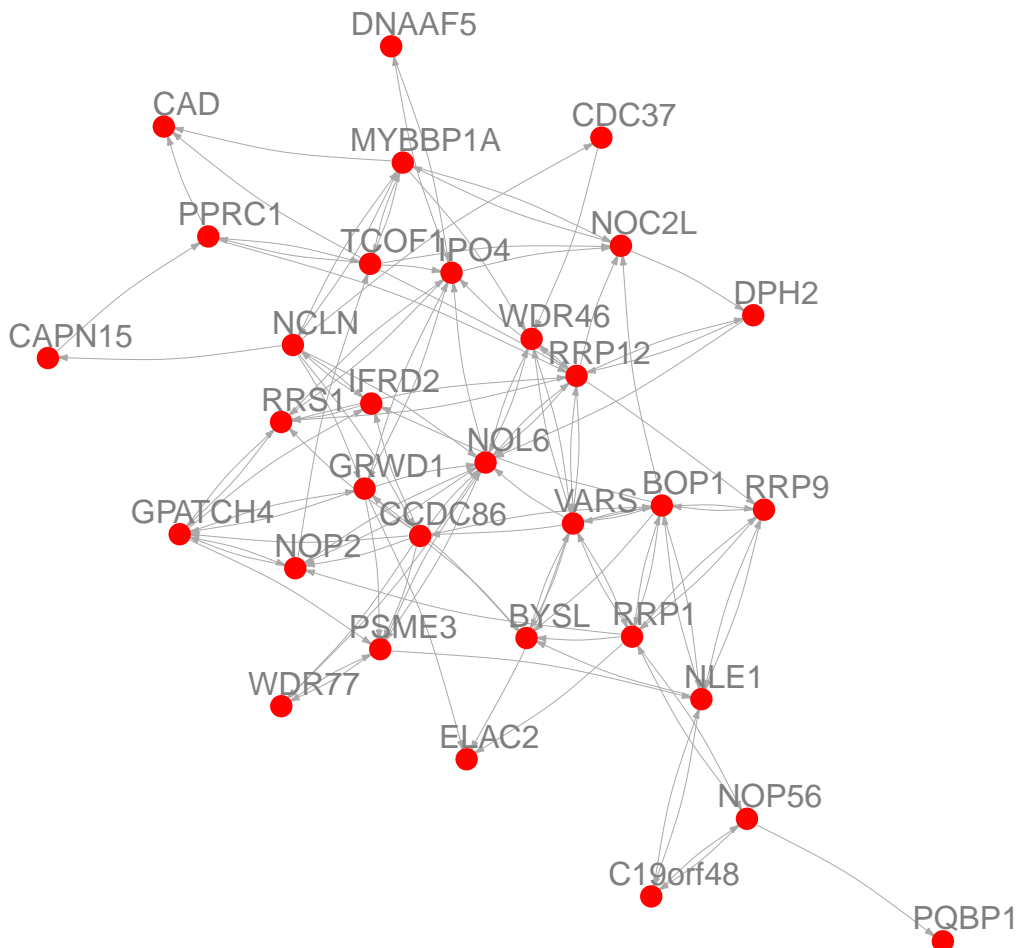 DNAAF5
CAD
CDC37
MYBBP1A
PPRC1
NOC2L
TCOF1
IPO4
DPH2
WDR46
NCLN
CAPN15
RRP12
IFRD2
RRS1
NOL6
GRWD1
BOP1
RRP9
VARS
GPATCH4
CCDC86
NOP2
BYSL
RRP1
PSME3
NLE1
WDR77
ELAC2
NOP56
C19orf48
PQBP1